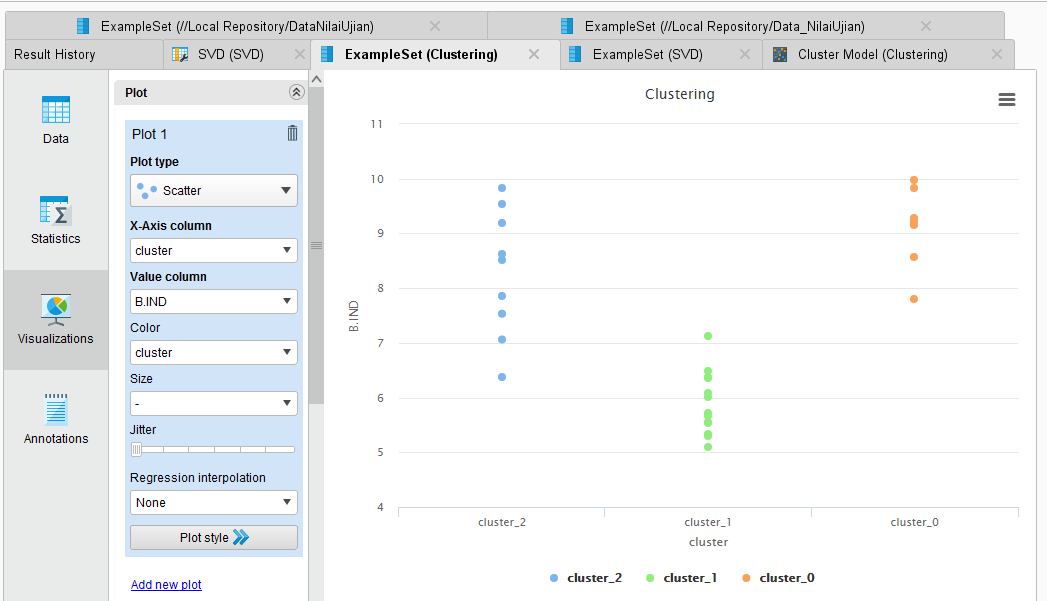 ExampleSet (//Local Repository/DataNilaiUjian)
ExampleSet (///Local Repository/Data_NilaiUjian)
Result History
SVD (SVD)
ExampleSet (Clustering)
ExampleSet (SVD)
Cluster Model (Clustering)
Data
Statistics
Visualizations
Annotations
Plot
Plot 1
Plot type
Scatter
X-Axis column
cluster
Value column
B.IND
Color
cluster
Size
-
Jitter
Regression interpolation
None
Plot style
Add new plot
Clustering
B.IND
11
10
9
8
7
6
5
4
cluster_2 cluster_1 cluster_0
cluster
cluster_2 cluster_1 cluster_0